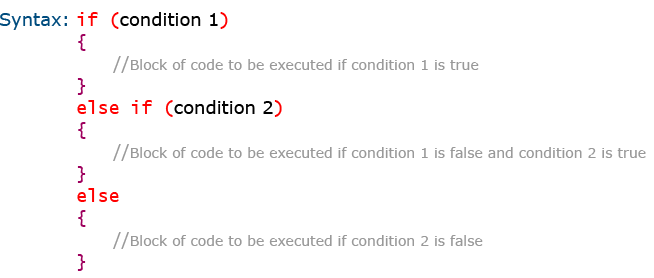 Syntax: if (condition 1)
{
//Block of code to be executed if condition 1 is true
}
else if (condition 2)
{
//Block of code to be executed if condition 1 is false and condition 2 is true
}
else
{
//Block of code to be executed if condition 2 is false
}